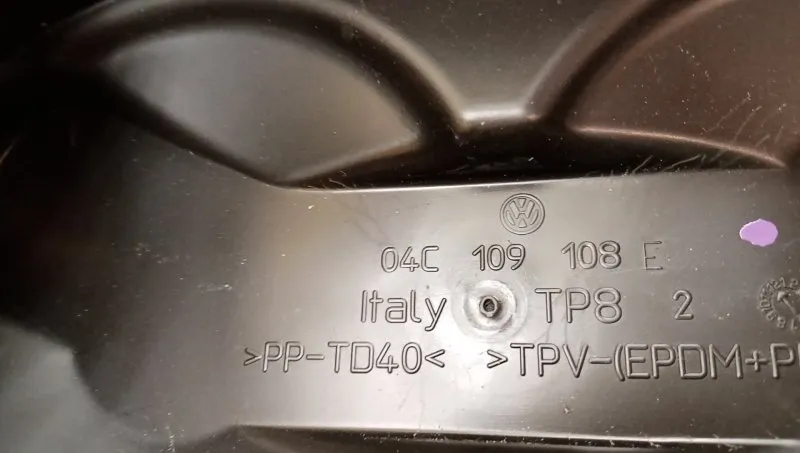 04C 109 108 E
Italy TP8 2
>PP-TD40< >TPV-(EPDM+P